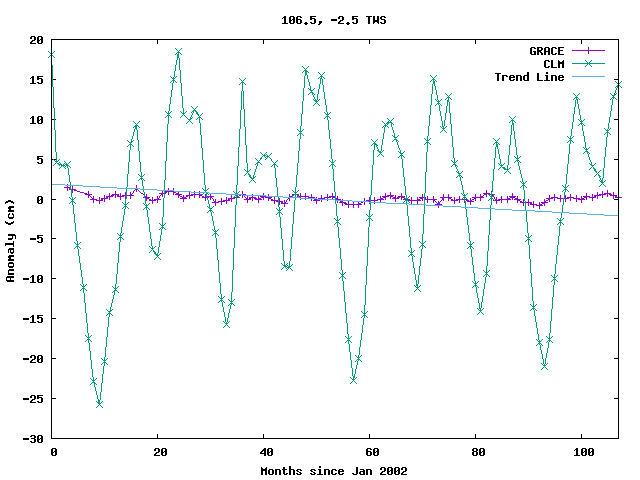 106.5, -2.5 TWS
GRACE
CLM
Trend Line
20
15
10
5
0
-5
-10
-15
-20
-25
-30
Anomaly (cm)
0 20 40 60 80 100
Months since Jan 2002